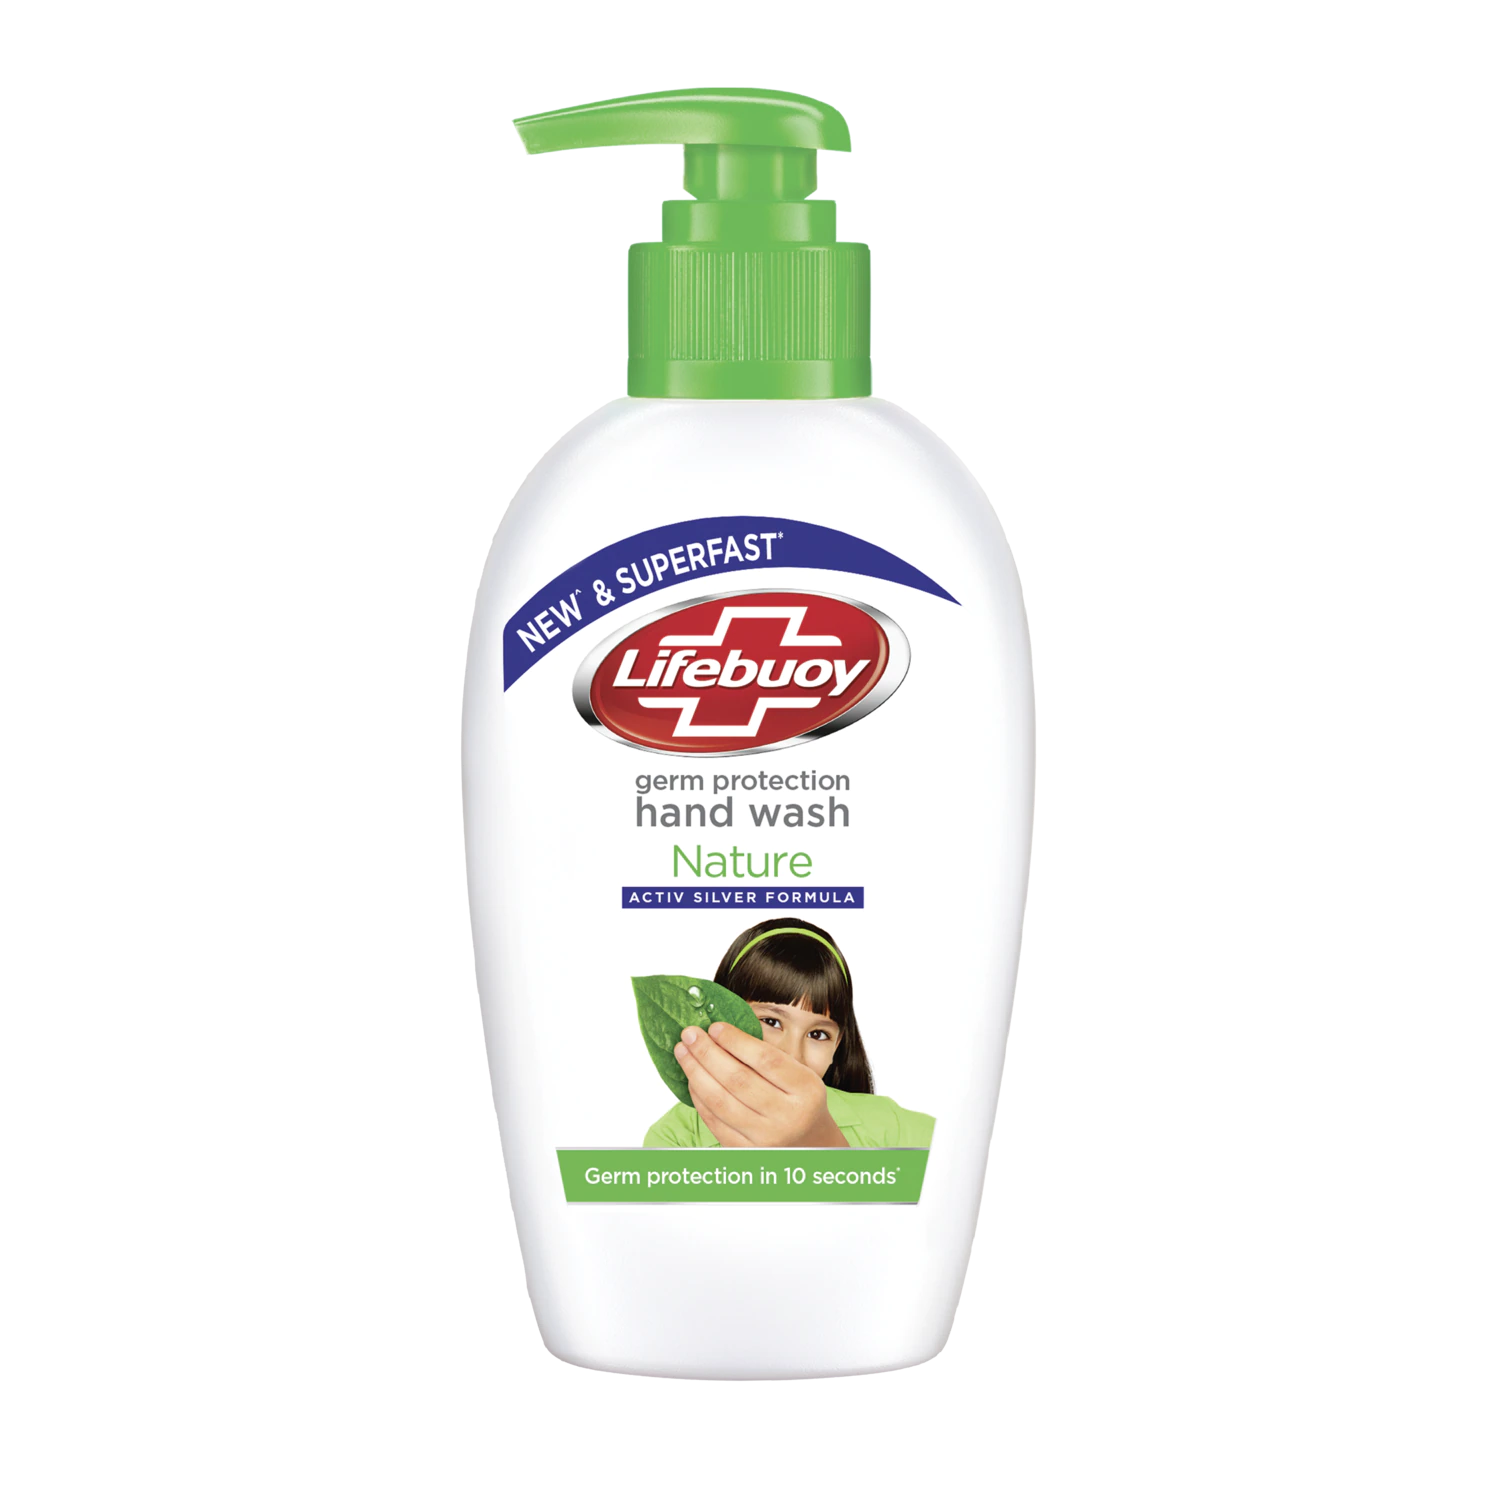 NEW^ & SUPERFAST*
Lifebuoy
germ protection
hand wash
Nature
ACTIV SILVER FORMULA
Germ protection in 10 seconds*